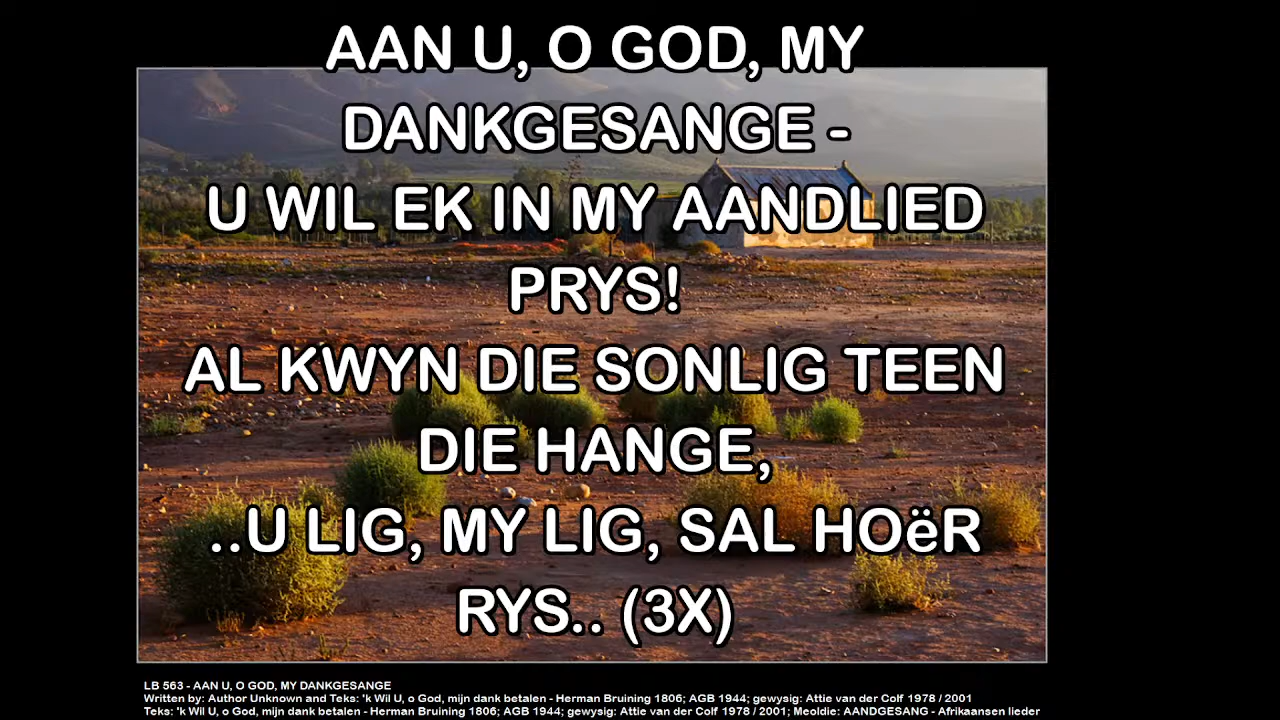 AAN U, O GOD, MY
DANKGESANGE -
U WIL EK IN MY AANDLIED
PRYS!
AL KWYN DIE SONLIG TEEN
DIE HANGE,
..U LIG, MY LIG, SAL HOëR
RYS.. (3X)
LB 563 - AAN U, O GOD, MY DANKGESANGE
Written by: Author Unknown and Teks: 'k Wil U, o God, mijn dank betalen - Herman Bruining 1806; AGB 1944; gewysig: Attie van der Colf 1978 / 2001
Teks: 'k Wil U, o God, mijn dank betalen - Herman Bruining 1806; AGB 1944; gewysig: Attie van der Colf 1978 / 2001; Meoldie: AANDGESANG - Afrikaansen lieder